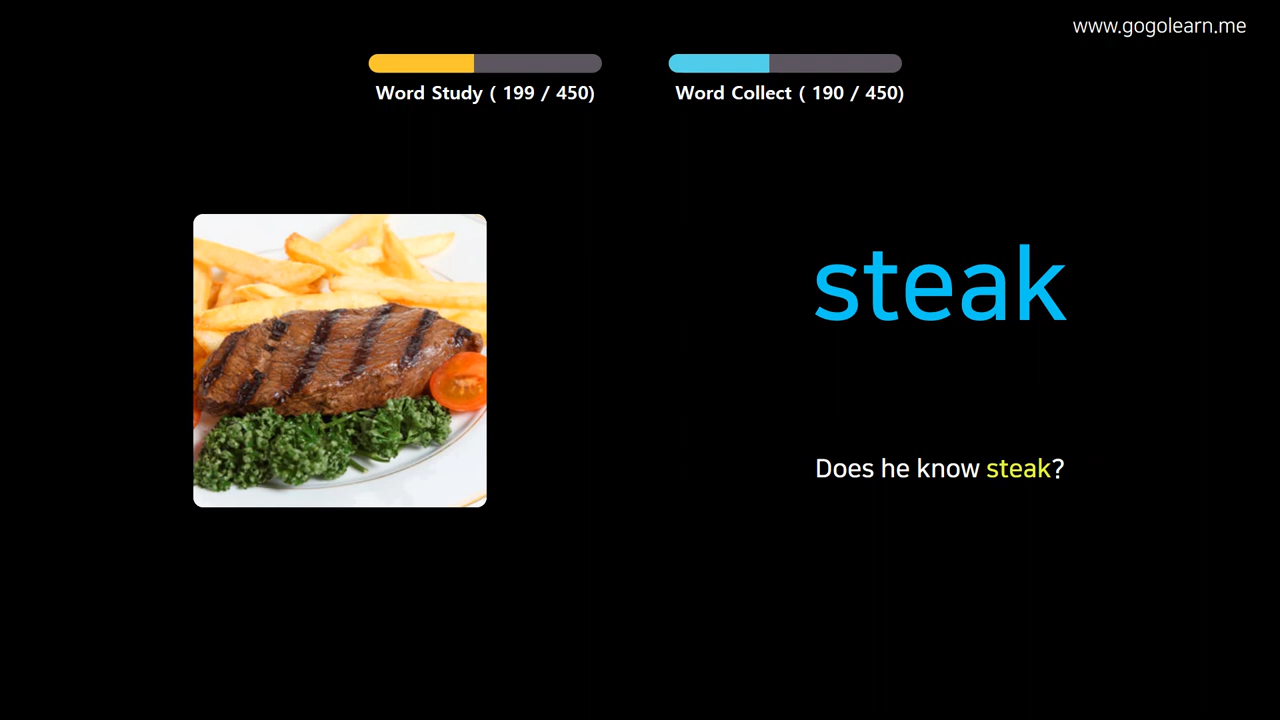 www.gogolearn.me
Word Study ( 199 / 450)
Word Collect ( 190 / 450)
steak
Does he know steak?